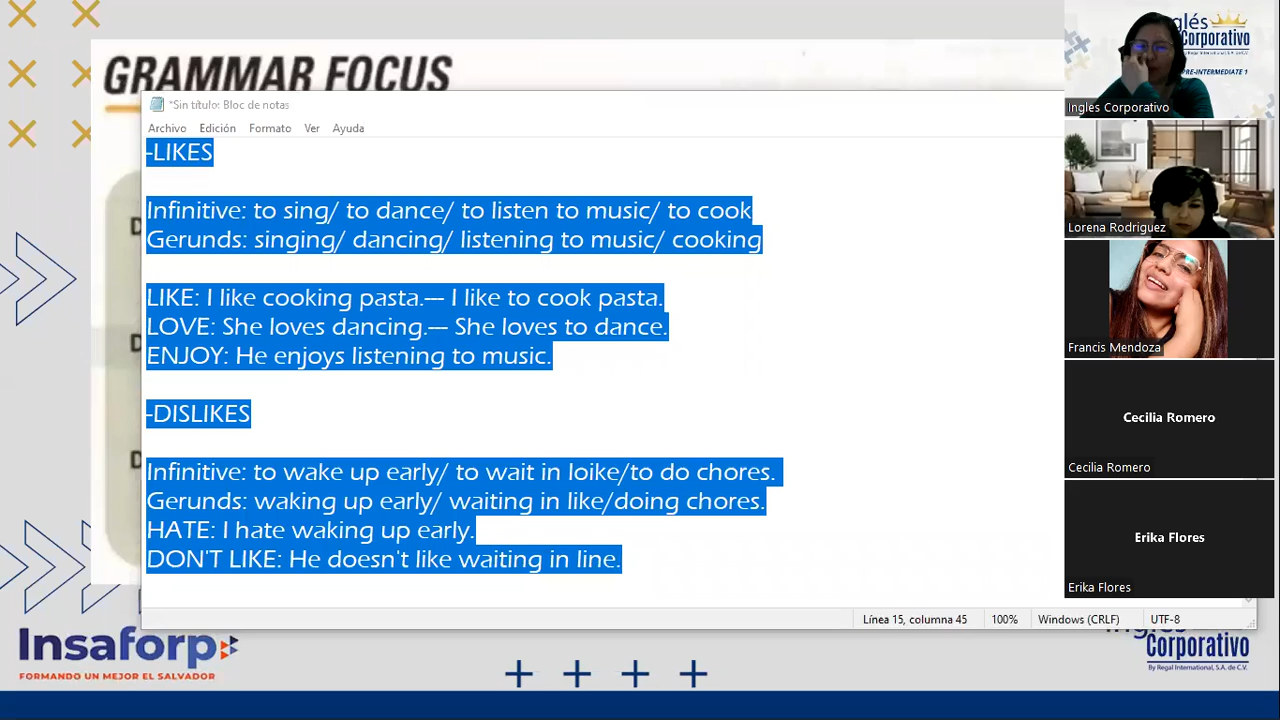 GRAMMAR FOCUS
*Sin título: Bloc de notas
Archivo Edición Formato Ver Ayuda
-LIKES
Infinitive: to sing/ to dance/ to listen to music/ to cook
Gerunds: singing/ dancing/ listening to music/ cooking
LIKE: I like cooking pasta.--- I like to cook pasta.
LOVE: She loves dancing.--- She loves to dance.
ENJOY: He enjoys listening to music.
-DISLIKES
Infinitive: to wake up early/ to wait in loike/to do chores.
Gerunds: waking up early/ waiting in like/doing chores.
HATE: I hate waking up early.
DON'T LIKE: He doesn't like waiting in line.
Línea 15, columna 45 100% Windows (CRLF) UTF-8
Insaforp
FORMANDO UN MEJOR EL SALVADOR
Corporativo
By Regal International, S.A. de C.V.
Corporativo
PRE-INTERMEDIATE 1
Ingles Corporativo
Lorena Rodriguez
Francis Mendoza
Cecilia Romero
Cecilia Romero
Erika Flores
Erika Flores